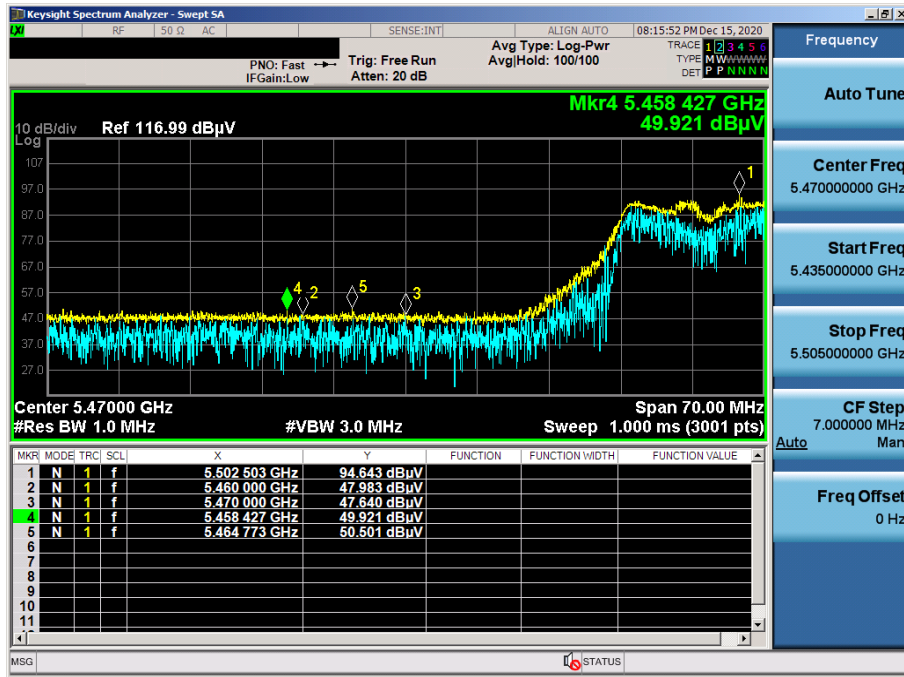 Keysight Spectrum Analyzer - Swept SA
LXI RF 50 Ω AC SENSE:INT ALIGN AUTO 08:15:52 PM Dec 15, 2020
PNO: Fast Trig: Free Run Avg Type: Log-Pwr TRACE 1 2 3 4 5 6
IFGain:Low Atten: 20 dB Avg|Hold: 100/100 TYPE M W W W W W
DET P P N N N N
Mkr4 5.458 427 GHz
49.921 dBµV
10 dB/div Ref 116.99 dBµV
Log
107
97.0
87.0
77.0
67.0
57.0
47.0
37.0
27.0
1
4
2
5
3
Center 5.47000 GHz Span 70.00 MHz
#Res BW 1.0 MHz #VBW 3.0 MHz Sweep 1.000 ms (3001 pts)
MKR MODE TRC SCL X Y FUNCTION FUNCTION WIDTH FUNCTION VALUE
1 N 1 f 5.502 503 GHz 94.643 dBµV
2 N 1 f 5.460 000 GHz 47.983 dBµV
3 N 1 f 5.470 000 GHz 47.640 dBµV
4 N 1 f 5.458 427 GHz 49.921 dBµV
5 N 1 f 5.464 773 GHz 50.501 dBµV
6
7
8
9
10
11
MSG STATUS
Frequency
Auto Tune
Center Freq
5.470000000 GHz
Start Freq
5.435000000 GHz
Stop Freq
5.505000000 GHz
CF Step
7.000000 MHz
Auto Man
Freq Offset
0 Hz